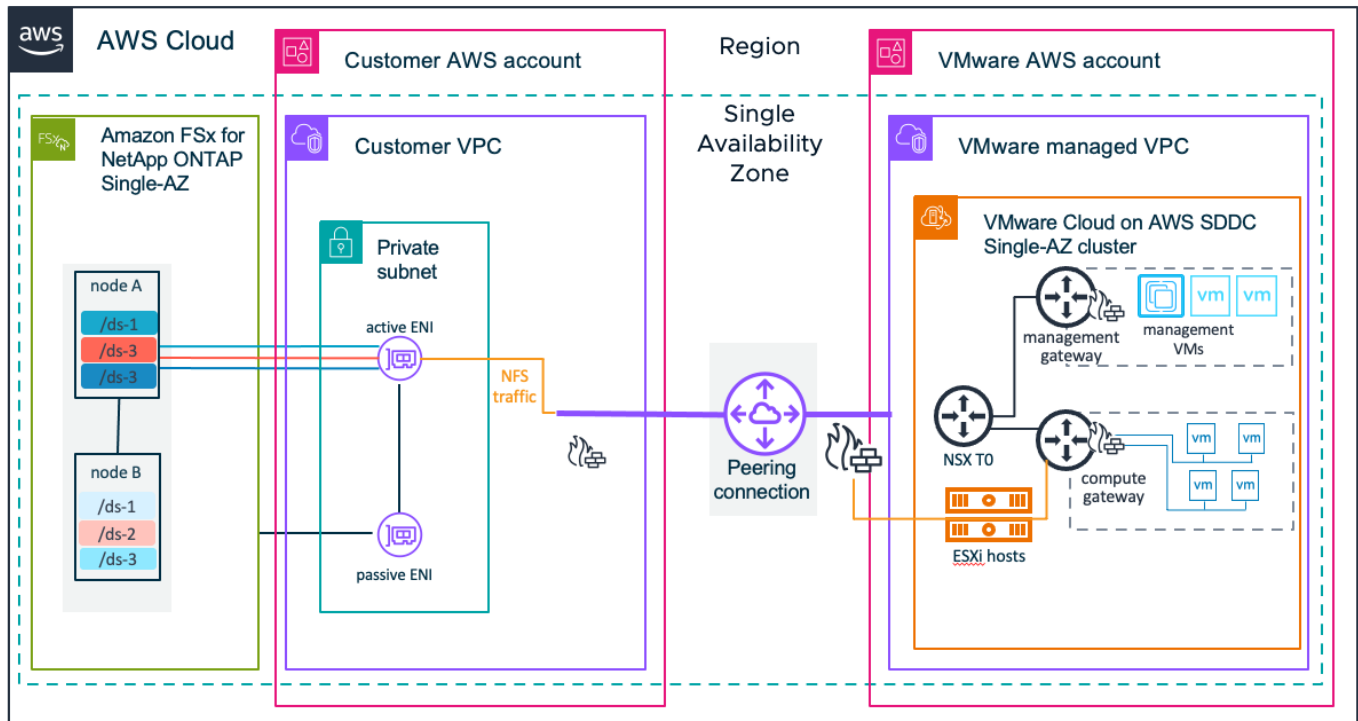 aws
AWS Cloud
Customer AWS account
Region
VMware AWS account
FSx
N
Amazon FSx for
NetApp ONTAP
Single-AZ
Customer VPC
Single
Availability
Zone
VMware managed VPC
Private
subnet
VMware Cloud on AWS SDDC
Single-AZ cluster
node A
/ds-1
/ds-3
/ds-3
active ENI
NFS
traffic
management
gateway
vm
vm
management
VMs
Peering
connection
NSX T0
compute
gateway
vm
vm
vm
vm
node B
/ds-1
/ds-2
/ds-3
passive ENI
ESXi hosts